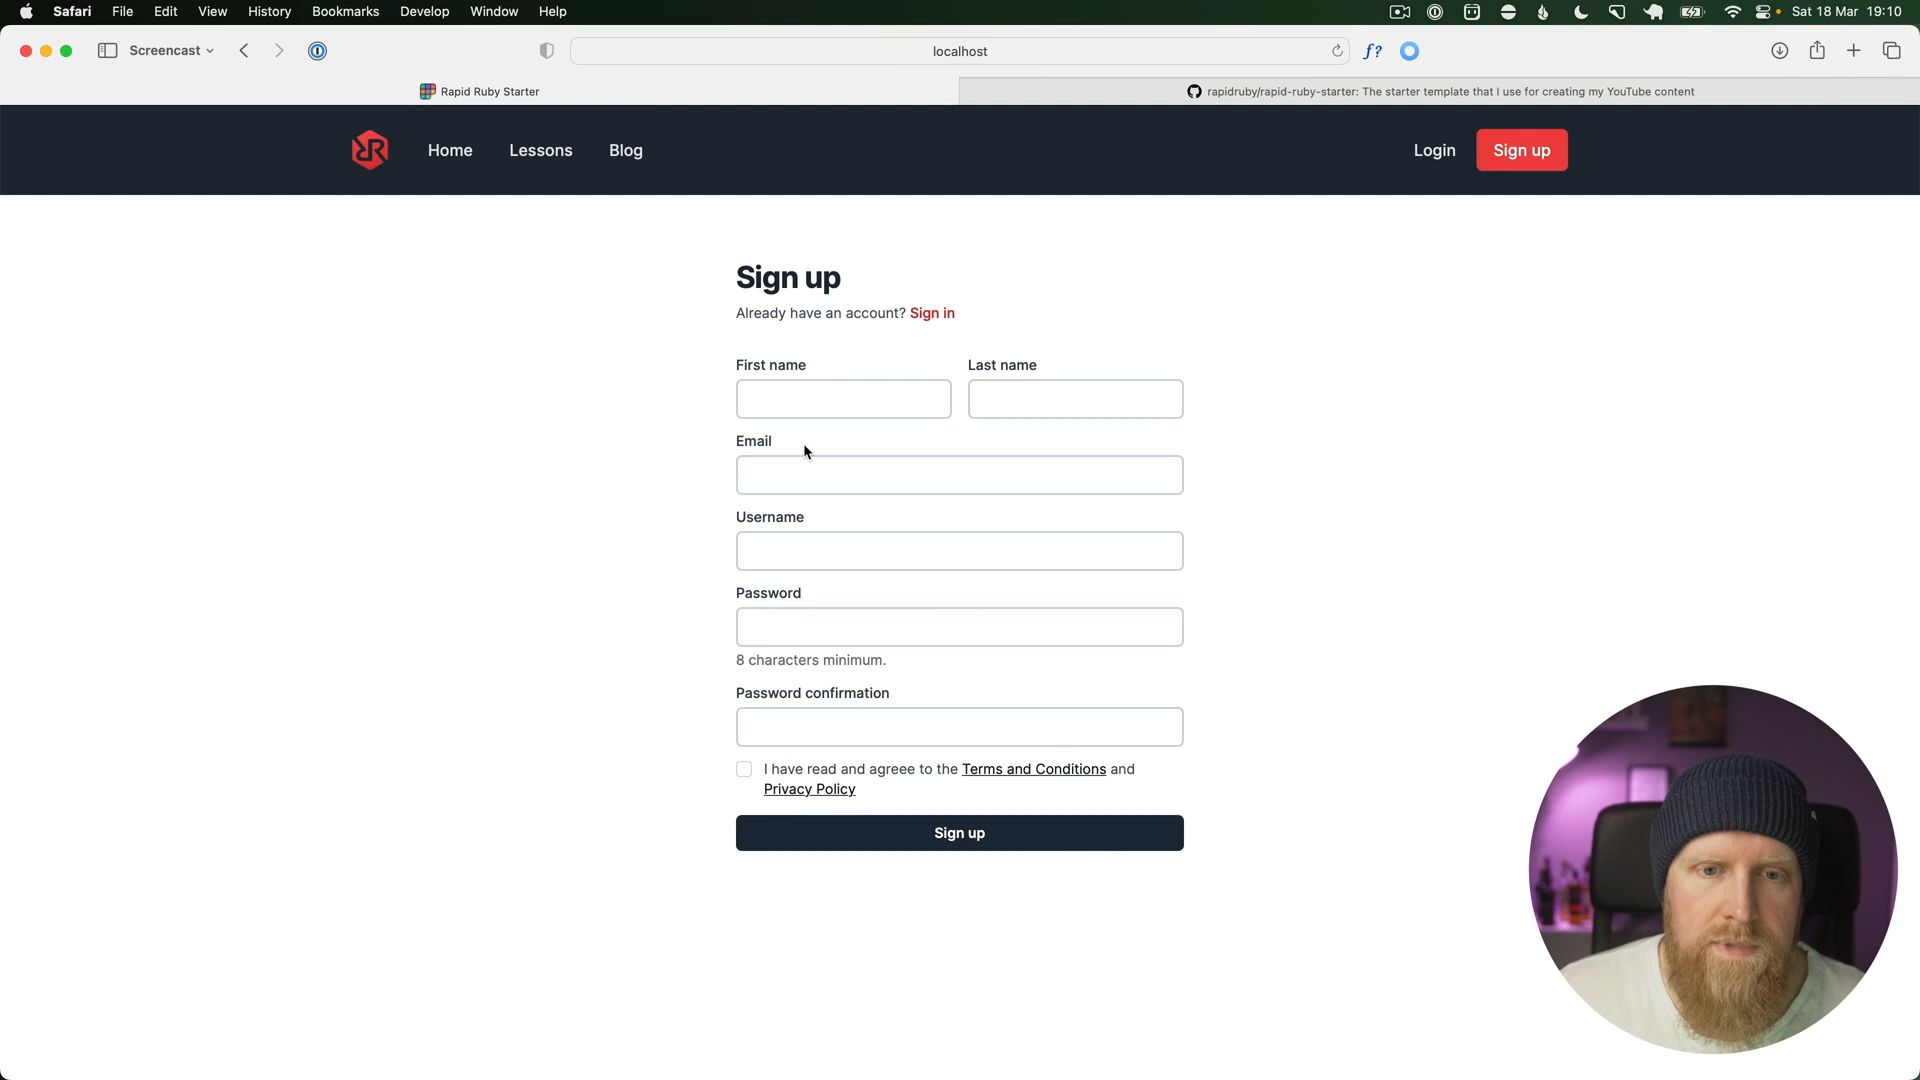 Safari File Edit View History Bookmarks Develop Window Help Sat 18 Mar 19:10
Screencast localhost
Rapid Ruby Starter
rapidruby/rapid-ruby-starter: The starter template that I use for creating my YouTube content
Home Lessons Blog Login Sign up
Sign up
Already have an account? Sign in
First name Last name
Email
Username
Password
8 characters minimum.
Password confirmation
I have read and agreee to the Terms and Conditions and
Privacy Policy
Sign up